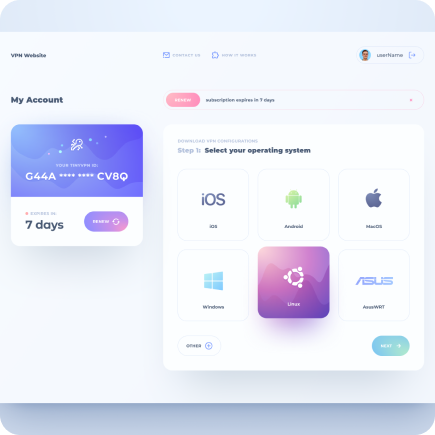 VPN Website
CONTACT US
HOW IT WORKS
userName
My Account
RENEW
subscription expires in 7 days
YOUR TINYVPN ID:
G44A **** **** CV8Q
EXPIRES IN:
7 days
RENEW
DOWNLOAD VPN CONFIGURATIONS
Step 1: Select your operating system
iOS
iOS
Android
MacOS
Windows
Linux
ASUS
AsusWRT
OTHER
NEXT